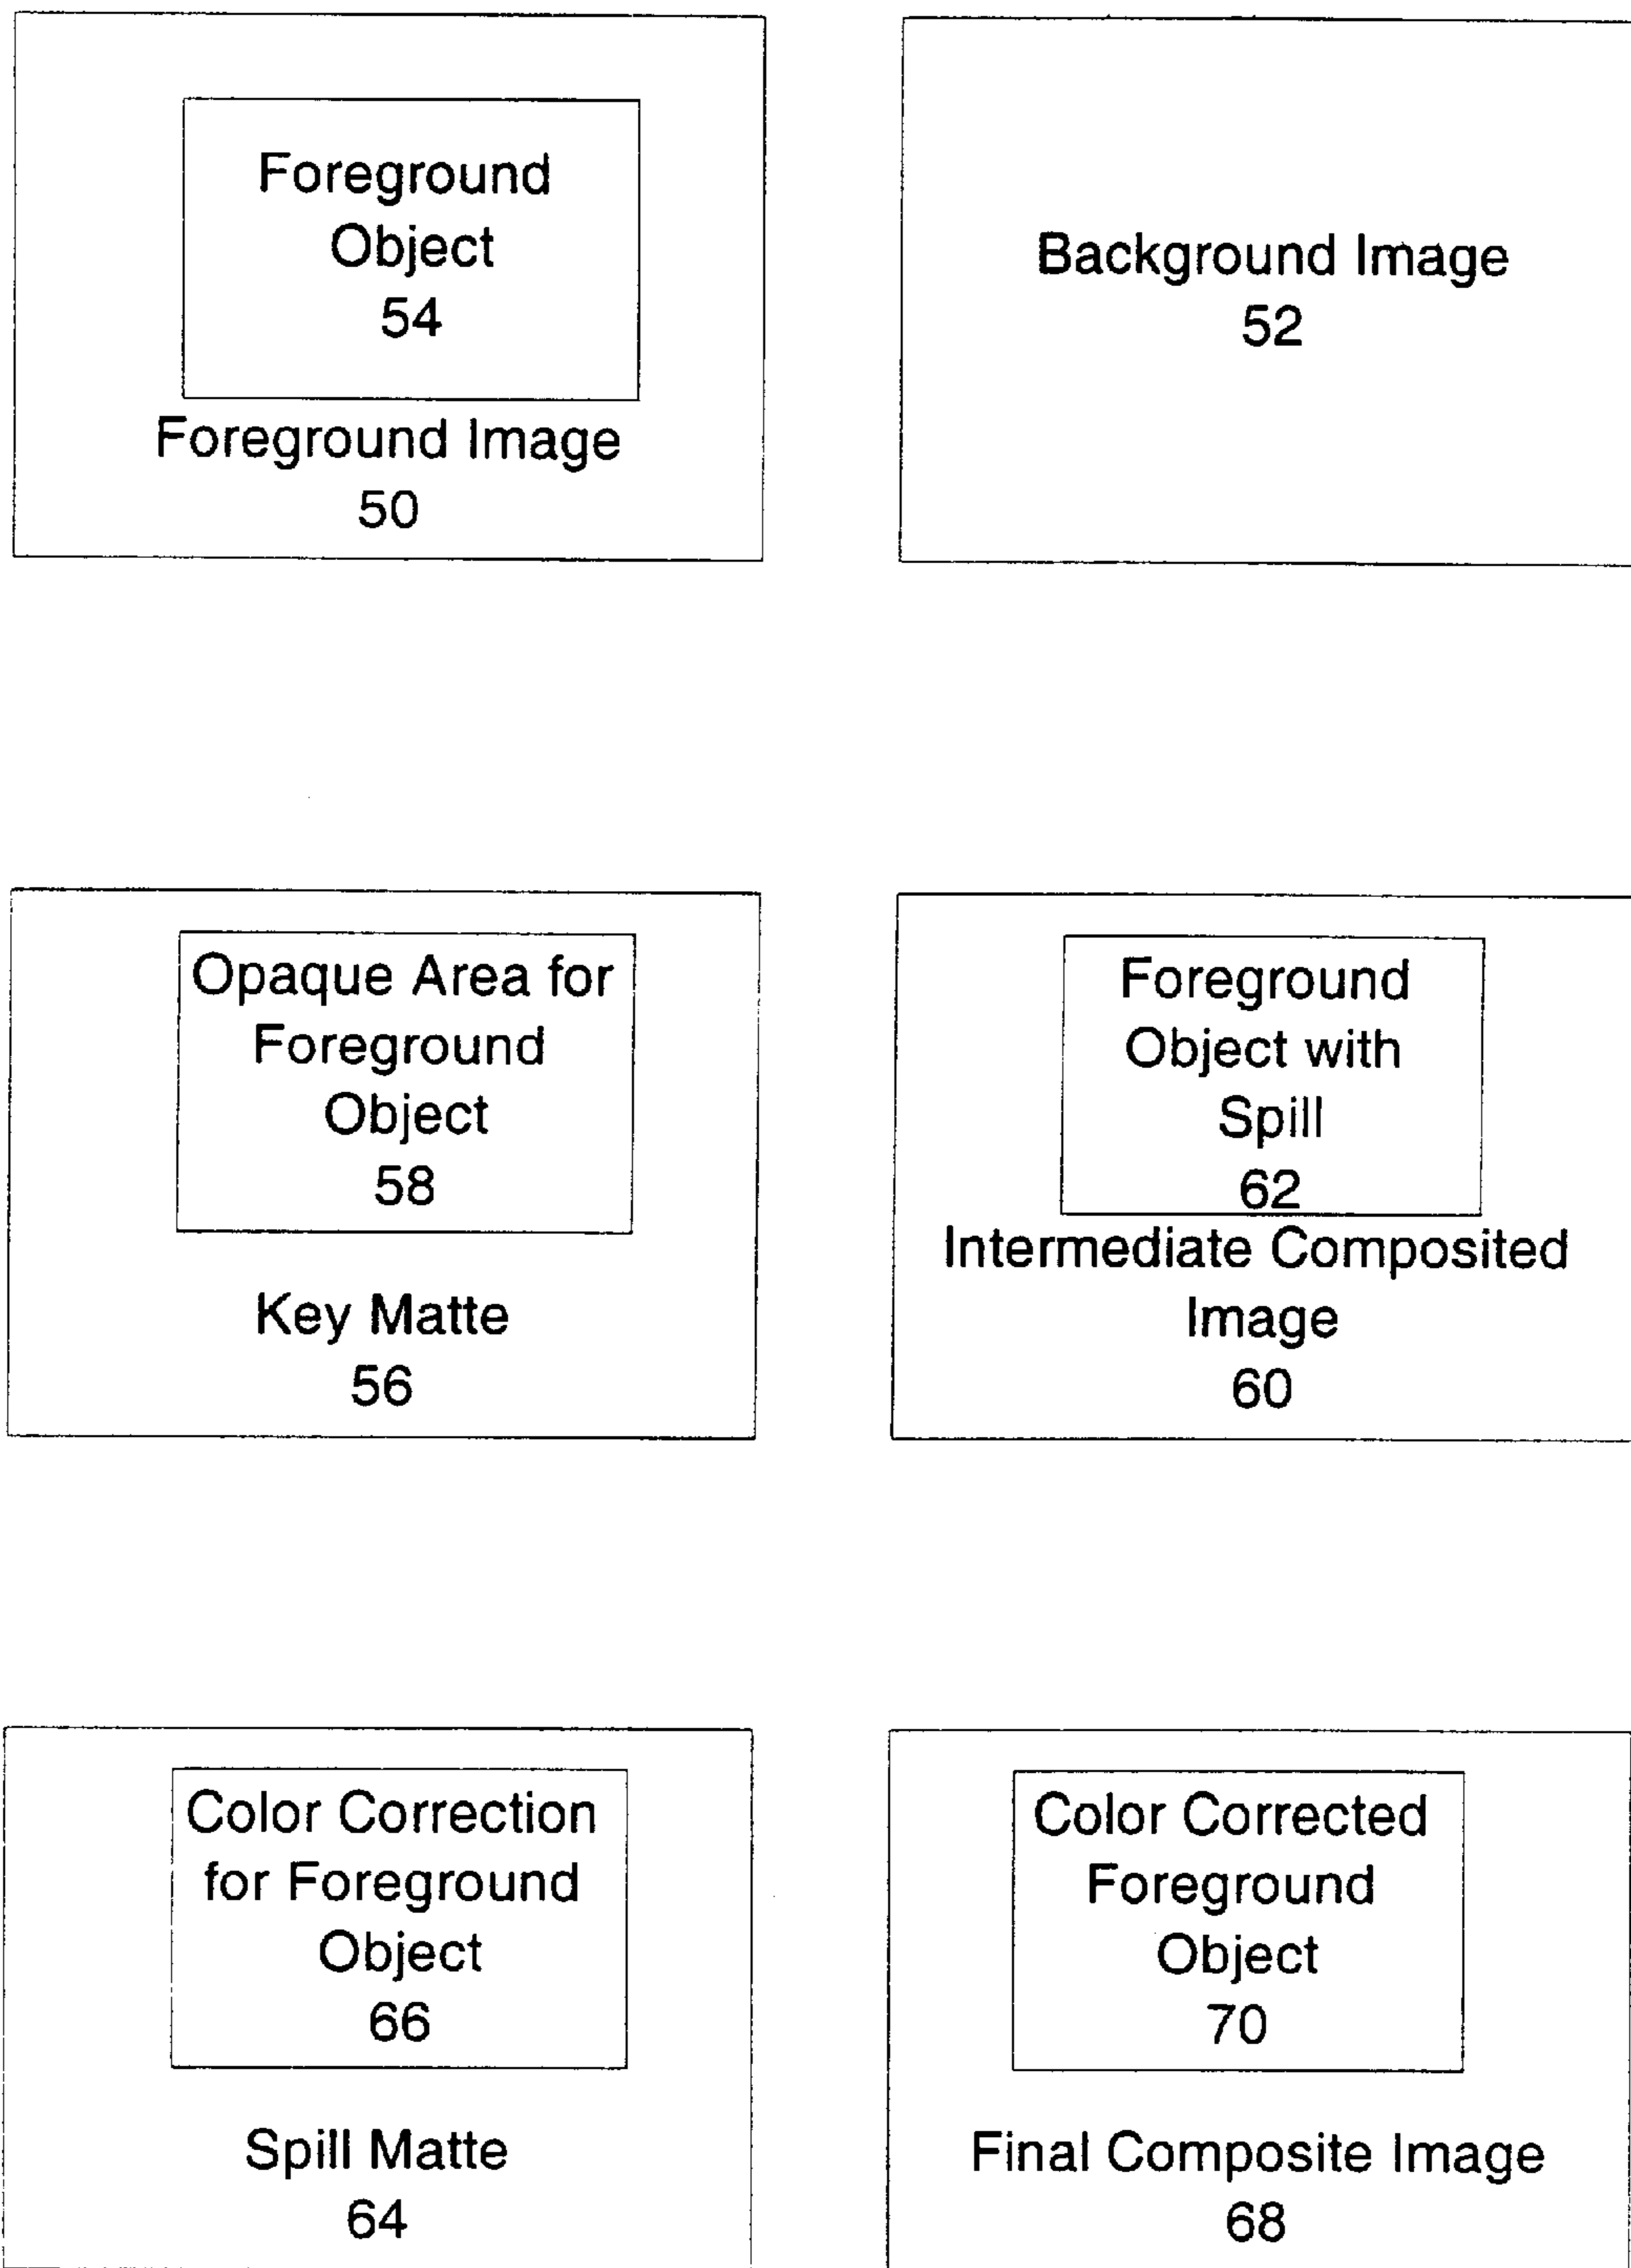 Foreground
Object
54
Foreground Image
50
Background Image
52
Opaque Area for
Foreground
Object
58
Key Matte
56
Foreground
Object with
Spill
62
Intermediate Composited
Image
60
Color Correction
for Foreground
Object
66
Spill Matte
64
Color Corrected
Foreground
Object
70
Final Composite Image
68